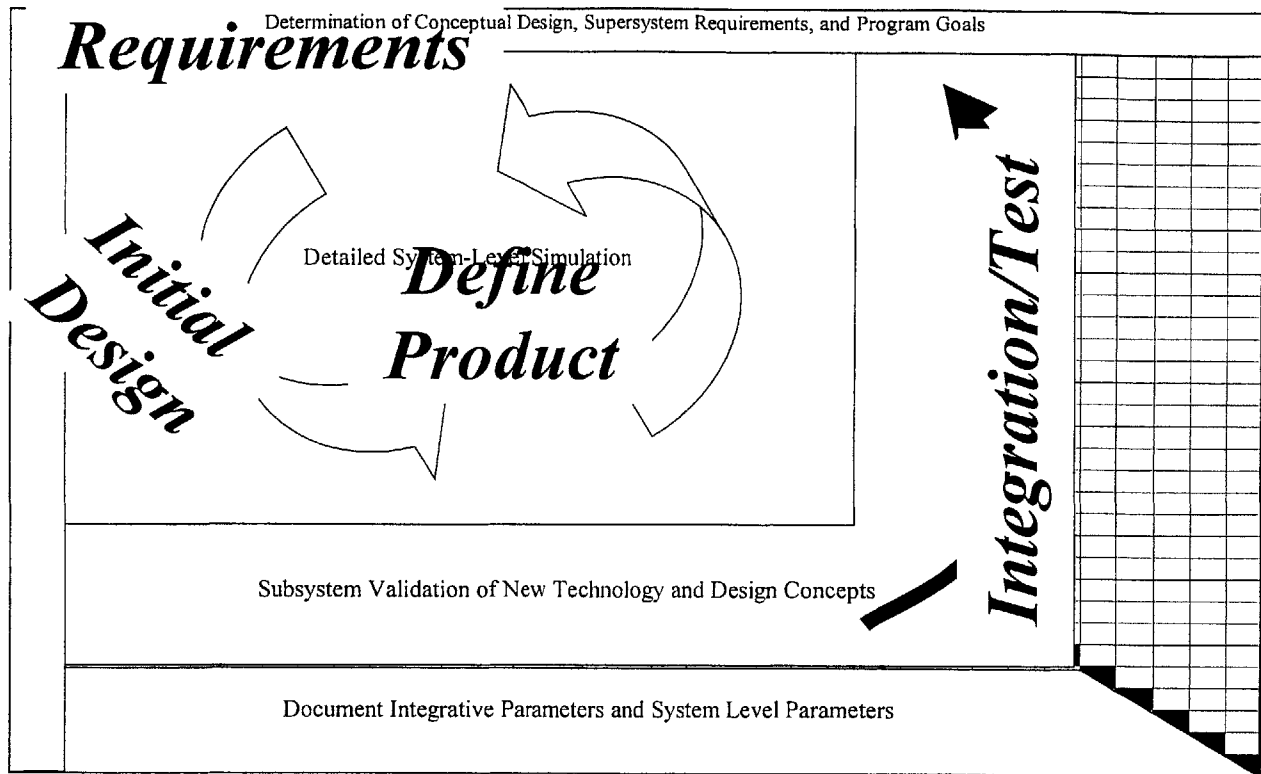 Determination of Conceptual Design, Supersystem Requirements, and Program Goals
Requirements
Initial
Design
Detailed System-Level Simulation
Define
Product
Integration/Test
Subsystem Validation of New Technology and Design Concepts
Document Integrative Parameters and System Level Parameters